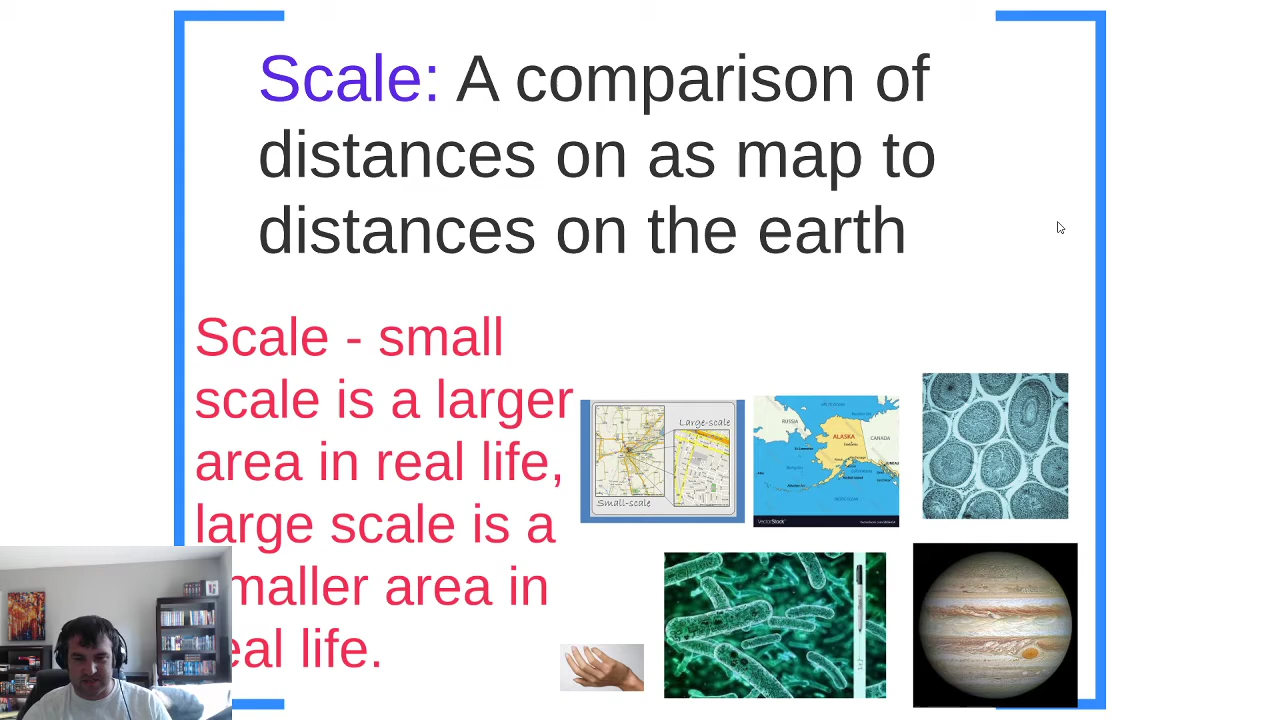 Scale: A comparison of
distances on as map to
distances on the earth
Scale - small
scale is a larger
area in real life,
large scale is a
maller area in
eal life.
Large-scale
Small-scale
RUSSIA
ALASKA
CANADA
VectorStock